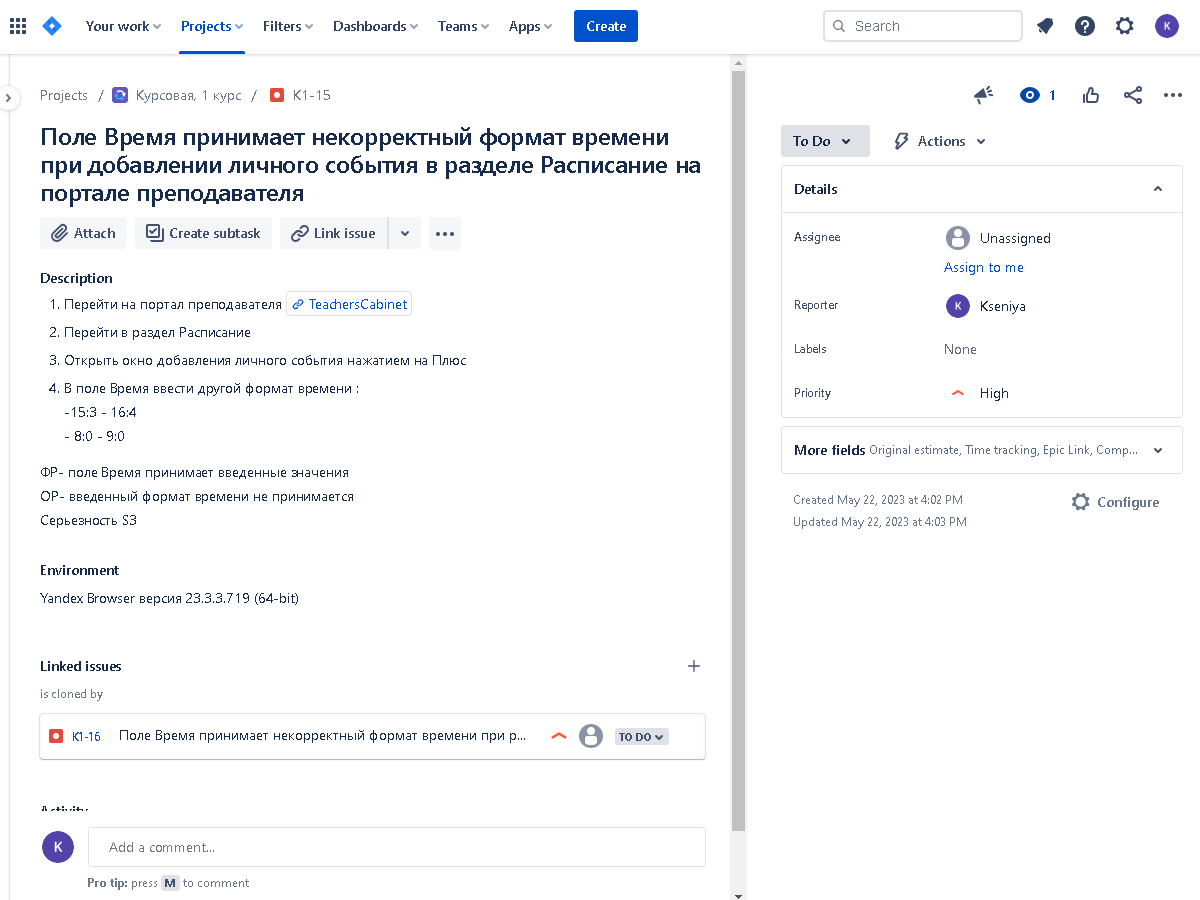 Your work Projects Filters Dashboards Teams Apps Create Search K
Projects / Курсовая, 1 курс / K1-15
1
Поле Время принимает некорректный формат времени
при добавлении личного события в разделе Расписание на
портале преподавателя
Attach Create subtask Link issue
Description
1. Перейти на портал преподавателя TeachersCabinet
2. Перейти в раздел Расписание
3. Открыть окно добавления личного события нажатием на Плюс
4. В поле Время ввести другой формат времени :
-15:3 - 16:4
- 8:0 - 9:0
ФР- поле Время принимает введенные значения
ОР- введенный формат времени не принимается
Серьезность S3
Environment
Yandex Browser версия 23.3.3.719 (64-bit)
Linked issues
is cloned by
K1-16 Поле Время принимает некорректный формат времени при р... TO DO
Activity
K Add a comment...
Pro tip: press M to comment
To Do Actions
Details
Assignee Unassigned
Assign to me
Reporter K Kseniya
Labels None
Priority High
More fields Original estimate, Time tracking, Epic Link, Comp...
Created May 22, 2023 at 4:02 PM
Updated May 22, 2023 at 4:03 PM
Configure